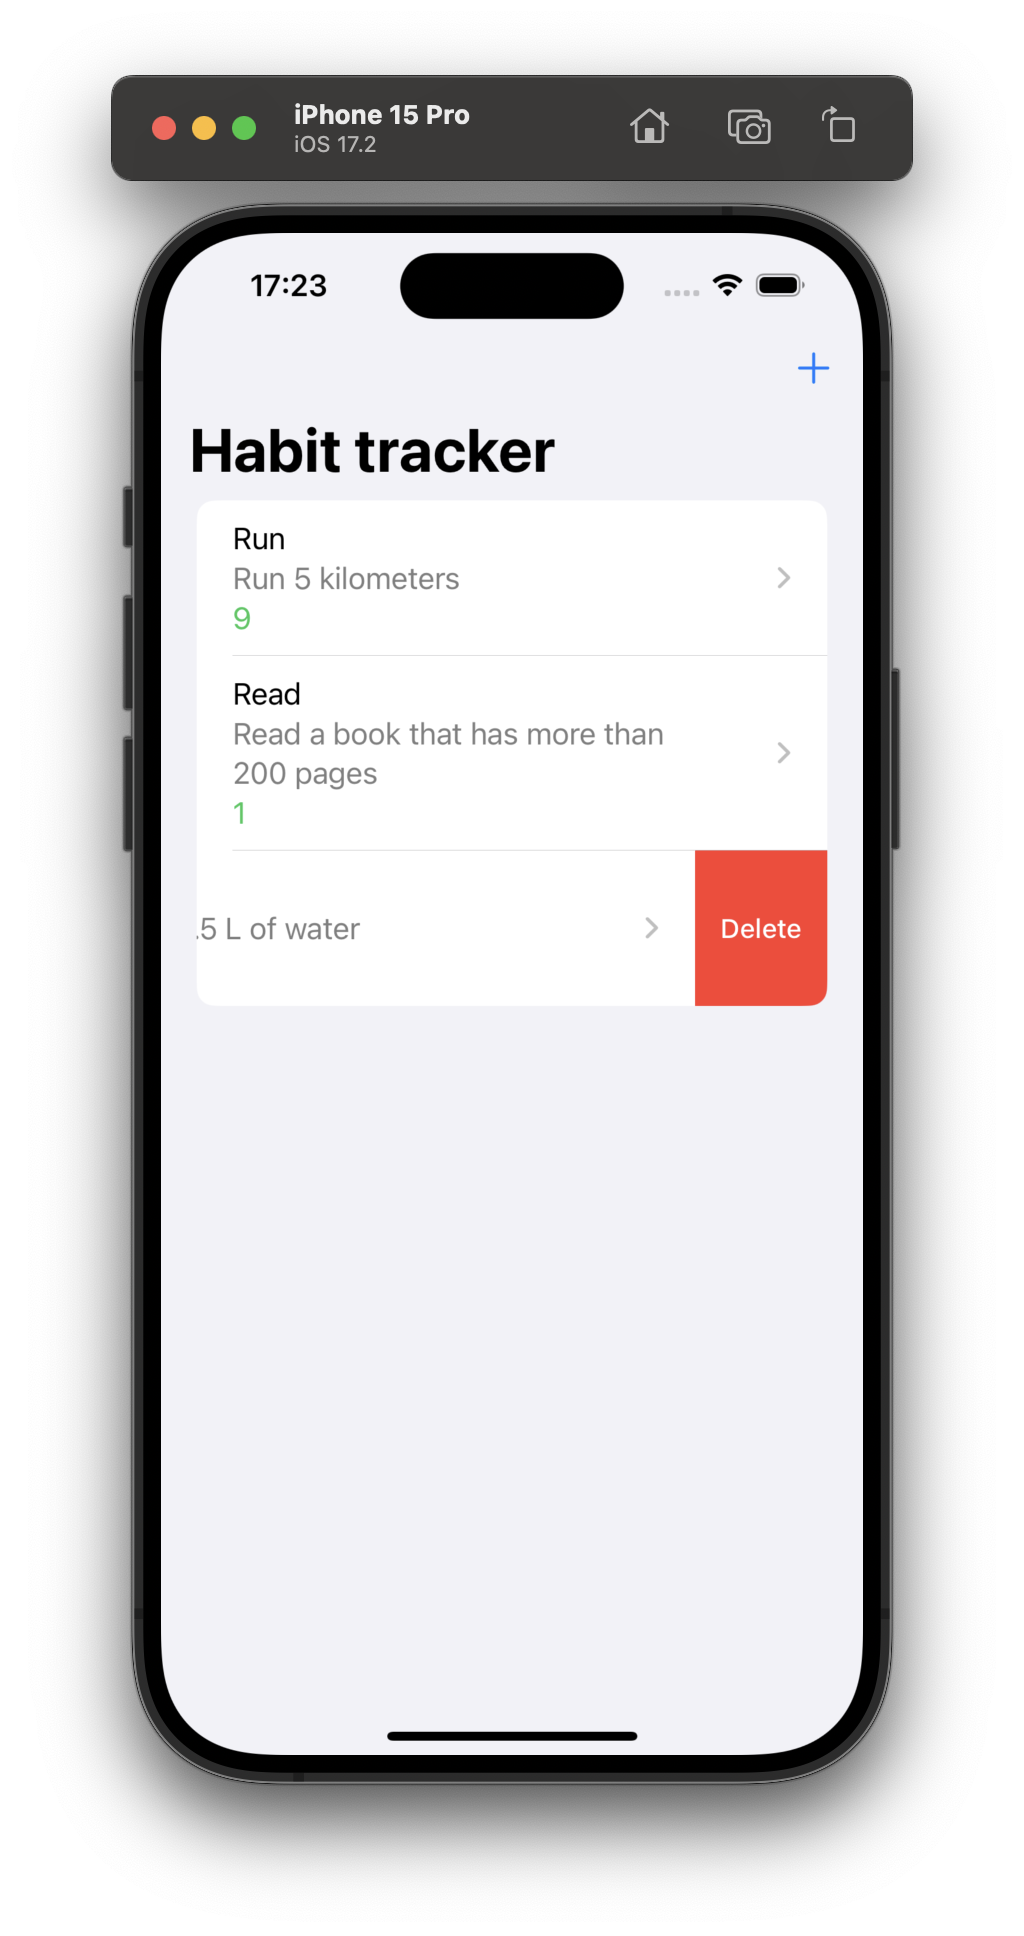 iPhone 15 Pro
iOS 17.2
17:23
Habit tracker
Run
Run 5 kilometers
9
Read
Read a book that has more than
200 pages
1
.5 L of water
Delete